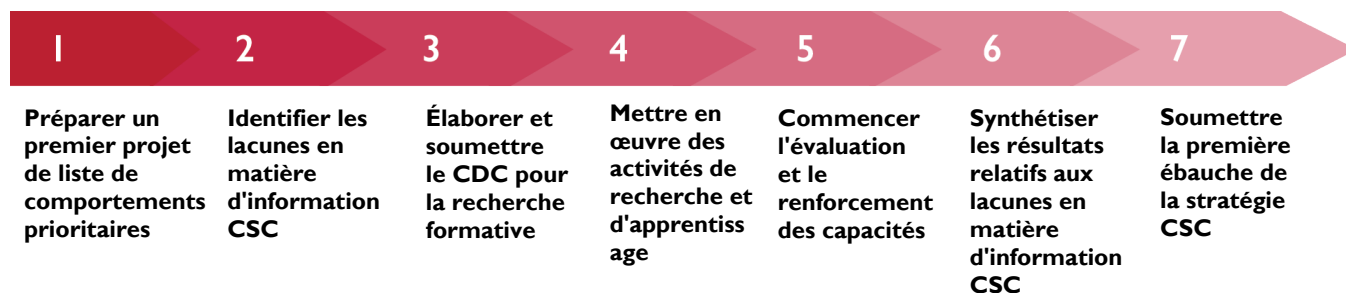 1
Préparer un
premier projet
de liste de
comportements
prioritaires
2
Identifier les
lacunes en
matière
d'information
CSC
3
Élaborer et
soumettre
le CDC pour
la recherche
formative
4
Mettre en
œuvre des
activités de
recherche et
d'apprentiss
age
5
Commencer
l'évaluation
et le
renforcement
des capacités
6
Synthétiser
les résultats
relatifs aux
lacunes en
matière
d'information
CSC
7
Soumettre
la première
ébauche de
la stratégie
CSC